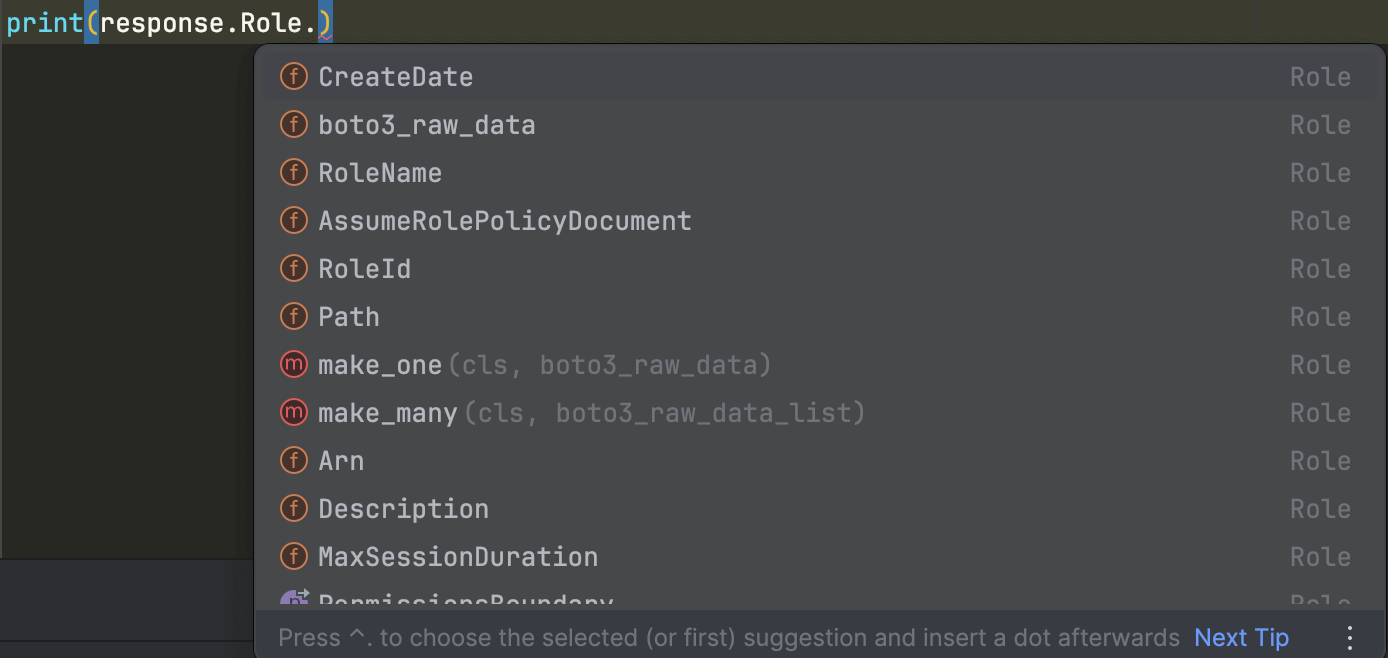 print(response.Role.)
f CreateDate Role
f boto3_raw_data Role
f RoleName Role
f AssumeRolePolicyDocument Role
f RoleId Role
f Path Role
m make_one(cls, boto3_raw_data) Role
m make_many(cls, boto3_raw_data_list) Role
f Arn Role
f Description Role
f MaxSessionDuration Role
p PermissionsBoundary Role
Press ^. to choose the selected (or first) suggestion and insert a dot afterwards Next Tip